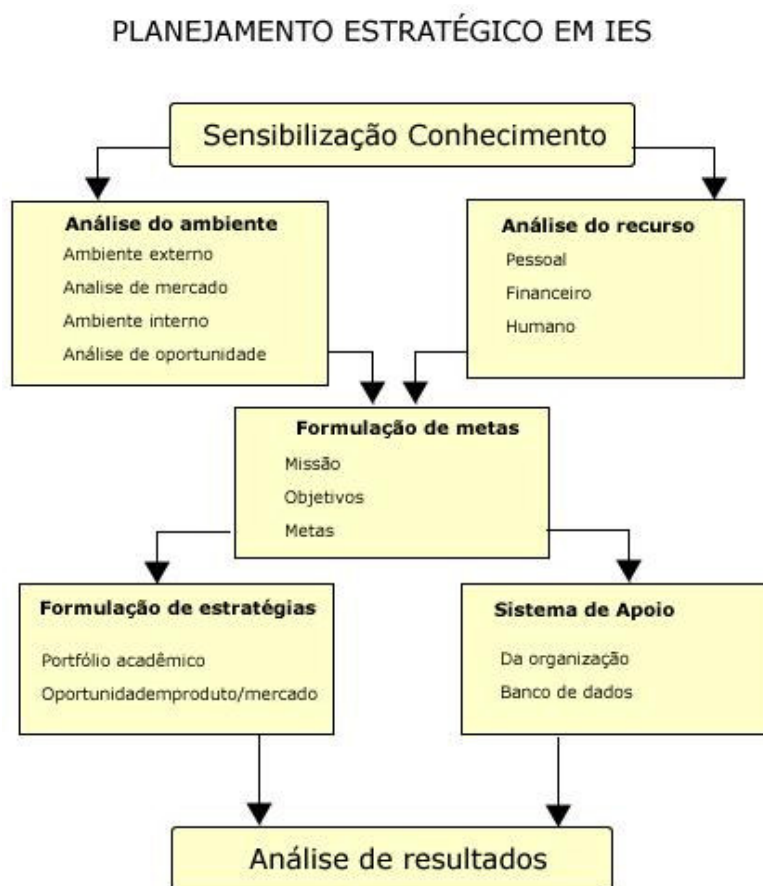 PLANEJAMENTO ESTRATÉGICO EM IES
Sensibilização Conhecimento
Análise do ambiente
Ambiente externo
Analise de mercado
Ambiente interno
Análise de oportunidade
Análise do recurso
Pessoal
Financeiro
Humano
Formulação de metas
Missão
Objetivos
Metas
Formulação de estratégias
Portfólio acadêmico
Oportunidademproduto/mercado
Sistema de Apoio
Da organização
Banco de dados
Análise de resultados